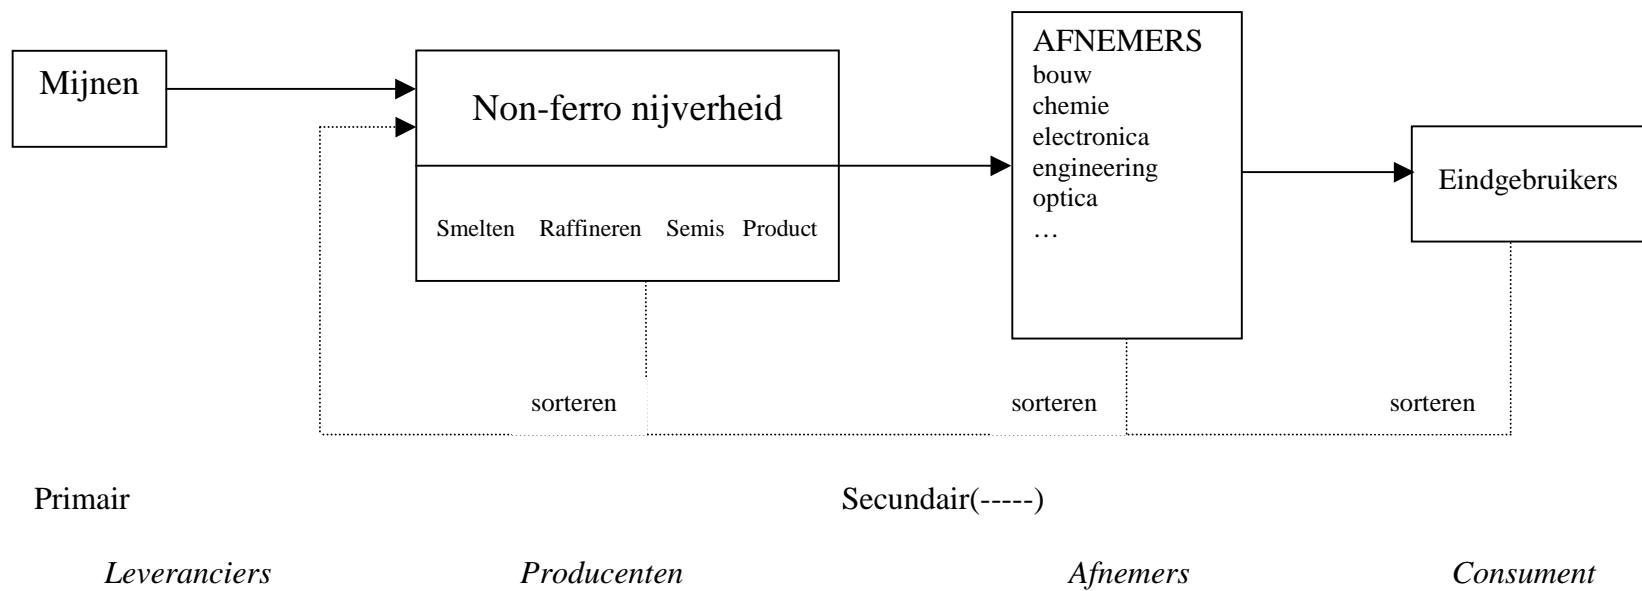 Mijnen
Non-ferro nijverheid
Smelten Raffineren Semis Product
AFNEMERS
bouw
chemie
electronica
engineering
optica
…
Eindgebruikers
sorteren
sorteren
sorteren
Primair
Secundair(-----)
Leveranciers
Producenten
Afnemers
Consument